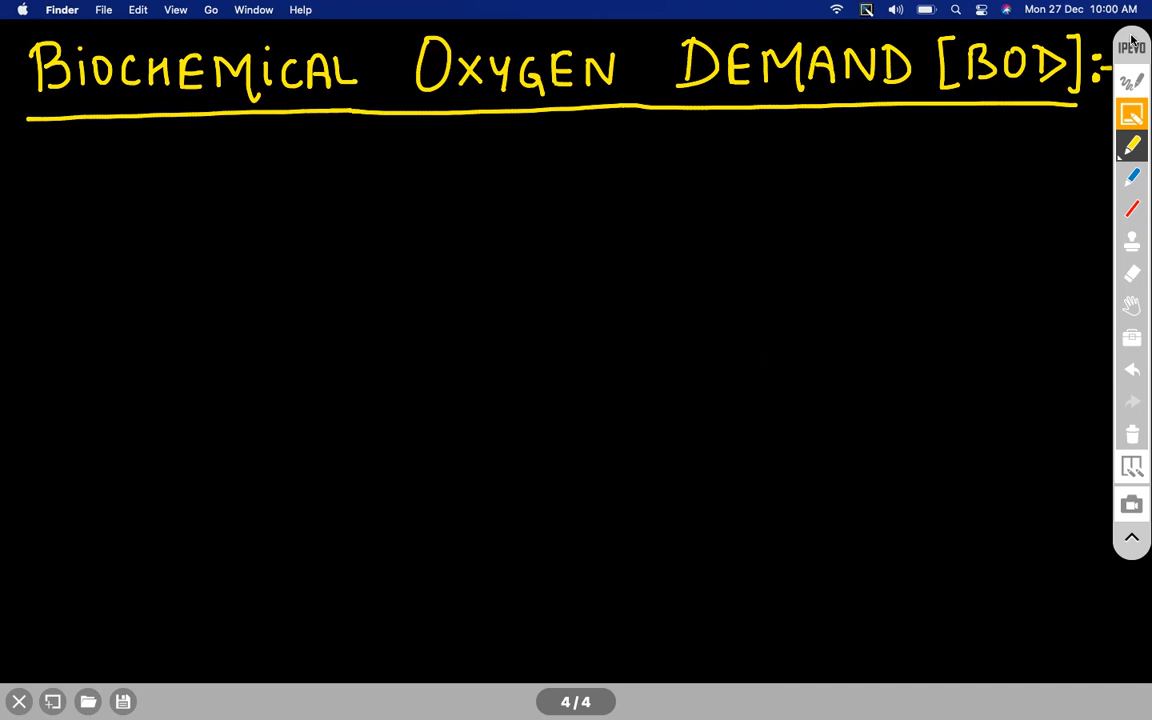 Finder File Edit View Go Window Help Mon 27 Dec 10:00 AM
BIOCHEMICAL OXYGEN DEMAND [BOD]:-
IPEVO
4/4